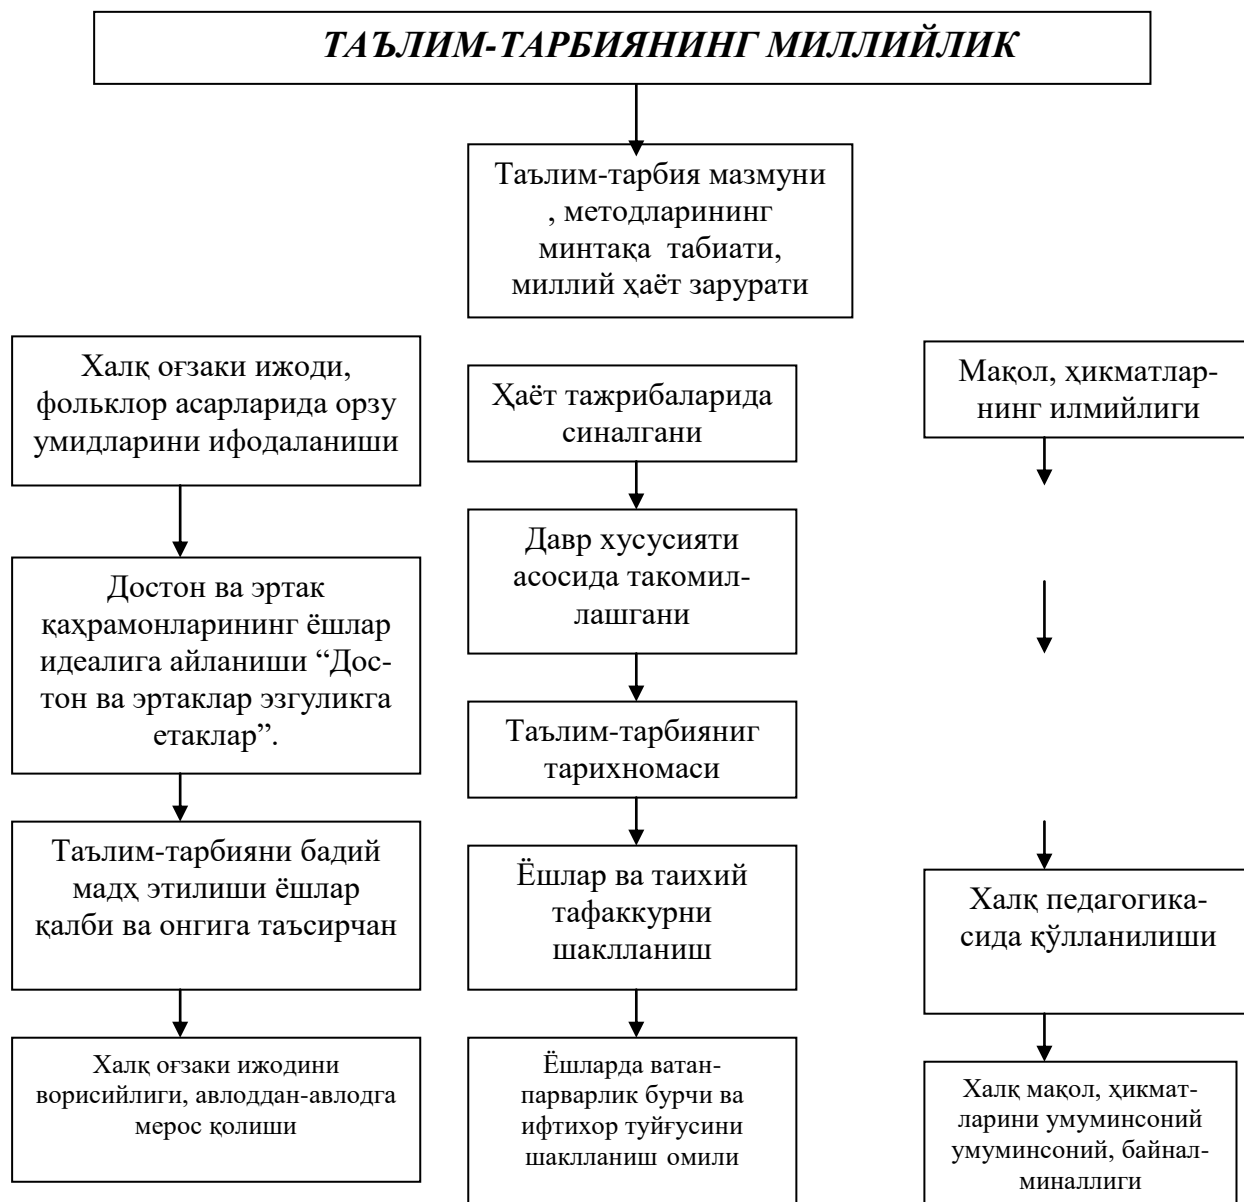 ТАЪЛИМ-ТАРБИЯНИНГ МИЛЛИЙЛИК
Таълим-тарбия мазмуни
, методларининг
минтақа табиати,
миллий ҳаёт зарурати
Халқ оғзаки ижоди,
фольклор асарларида орзу
умидларини ифодаланиши
Достон ва эртак
қаҳрамонларининг ёшлар
идеалига айланиши “Дос-
тон ва эртаклар эзгуликга
етаклар”.
Таълим-тарбияни бадий
мадҳ этилиши ёшлар
қалби ва онгига таъсирчан
Халқ оғзаки ижодини
ворисийлиги, авлоддан-авлодга
мерос қолиши
Ҳаёт тажрибаларида
синалгани
Давр хусусияти
асосида такомил-
лашгани
Таълим-тарбияниг
тарихномаси
Ёшлар ва таихий
тафаккурни
шаклланиш
Ёшларда ватан-
парварлик бурчи ва
ифтихор туйғусини
шаклланиш омили
Мақол, ҳикматлар-
нинг илмийлиги
Халқ педагогика-
сида қўлланилиши
Халқ мақол, ҳикмат-
ларини умуминсоний
умуминсоний, байнал-
миналлиги